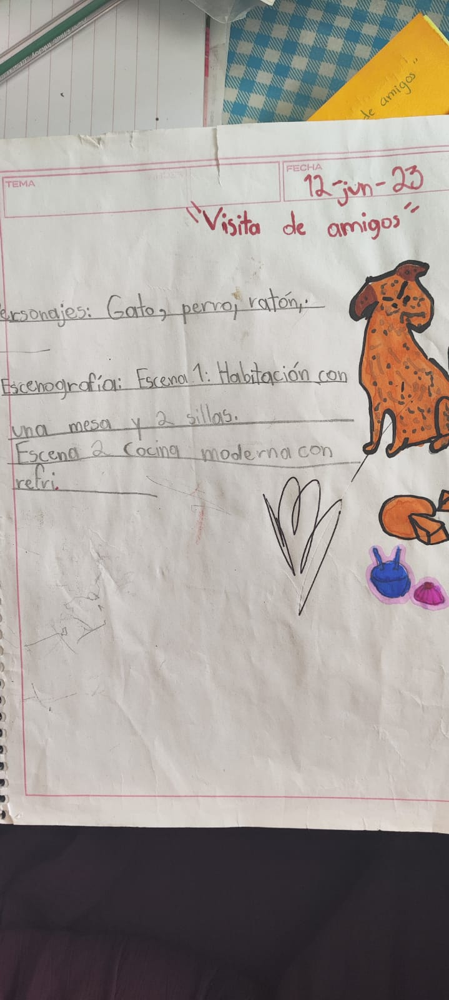 de amigos"
TEMA
FECHA
12-jun-23
"Visita de amigos"
ersonajes: Gato, perro, ratón,.
Escenografía: Escena 1: Habitación con
una mesa y 2 sillas.
Escena 2 Cocina moderna con
refri.